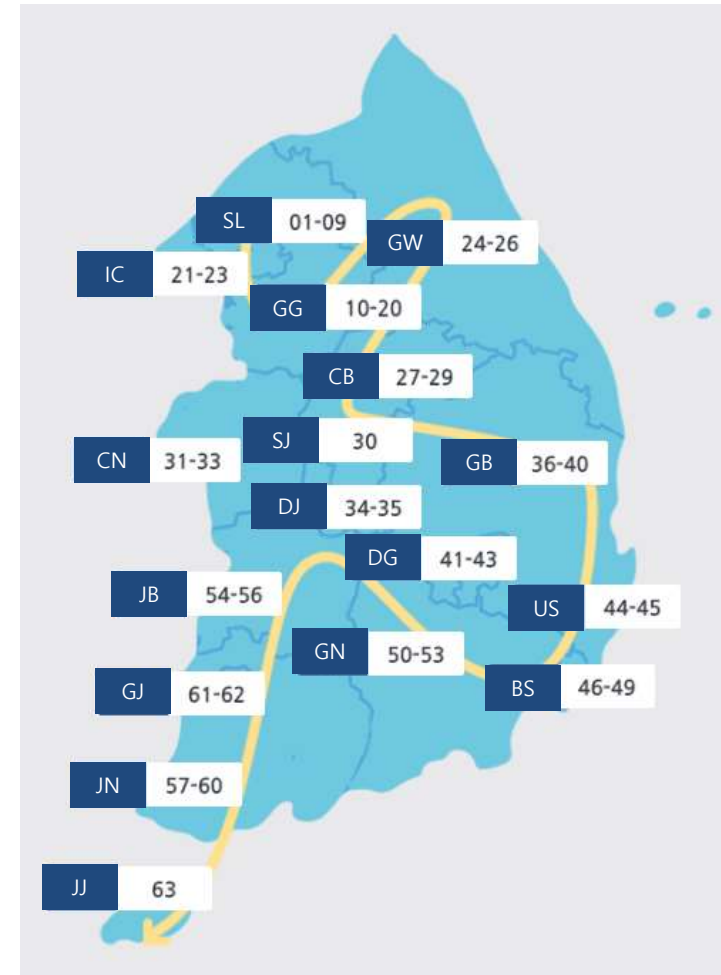 SL 01-09
GW 24-26
IC 21-23
GG 10-20
CB 27-29
SJ 30
CN 31-33
GB 36-40
DJ 34-35
DG 41-43
JB 54-56
US 44-45
GN 50-53
GJ 61-62
BS 46-49
JN 57-60
JJ 63